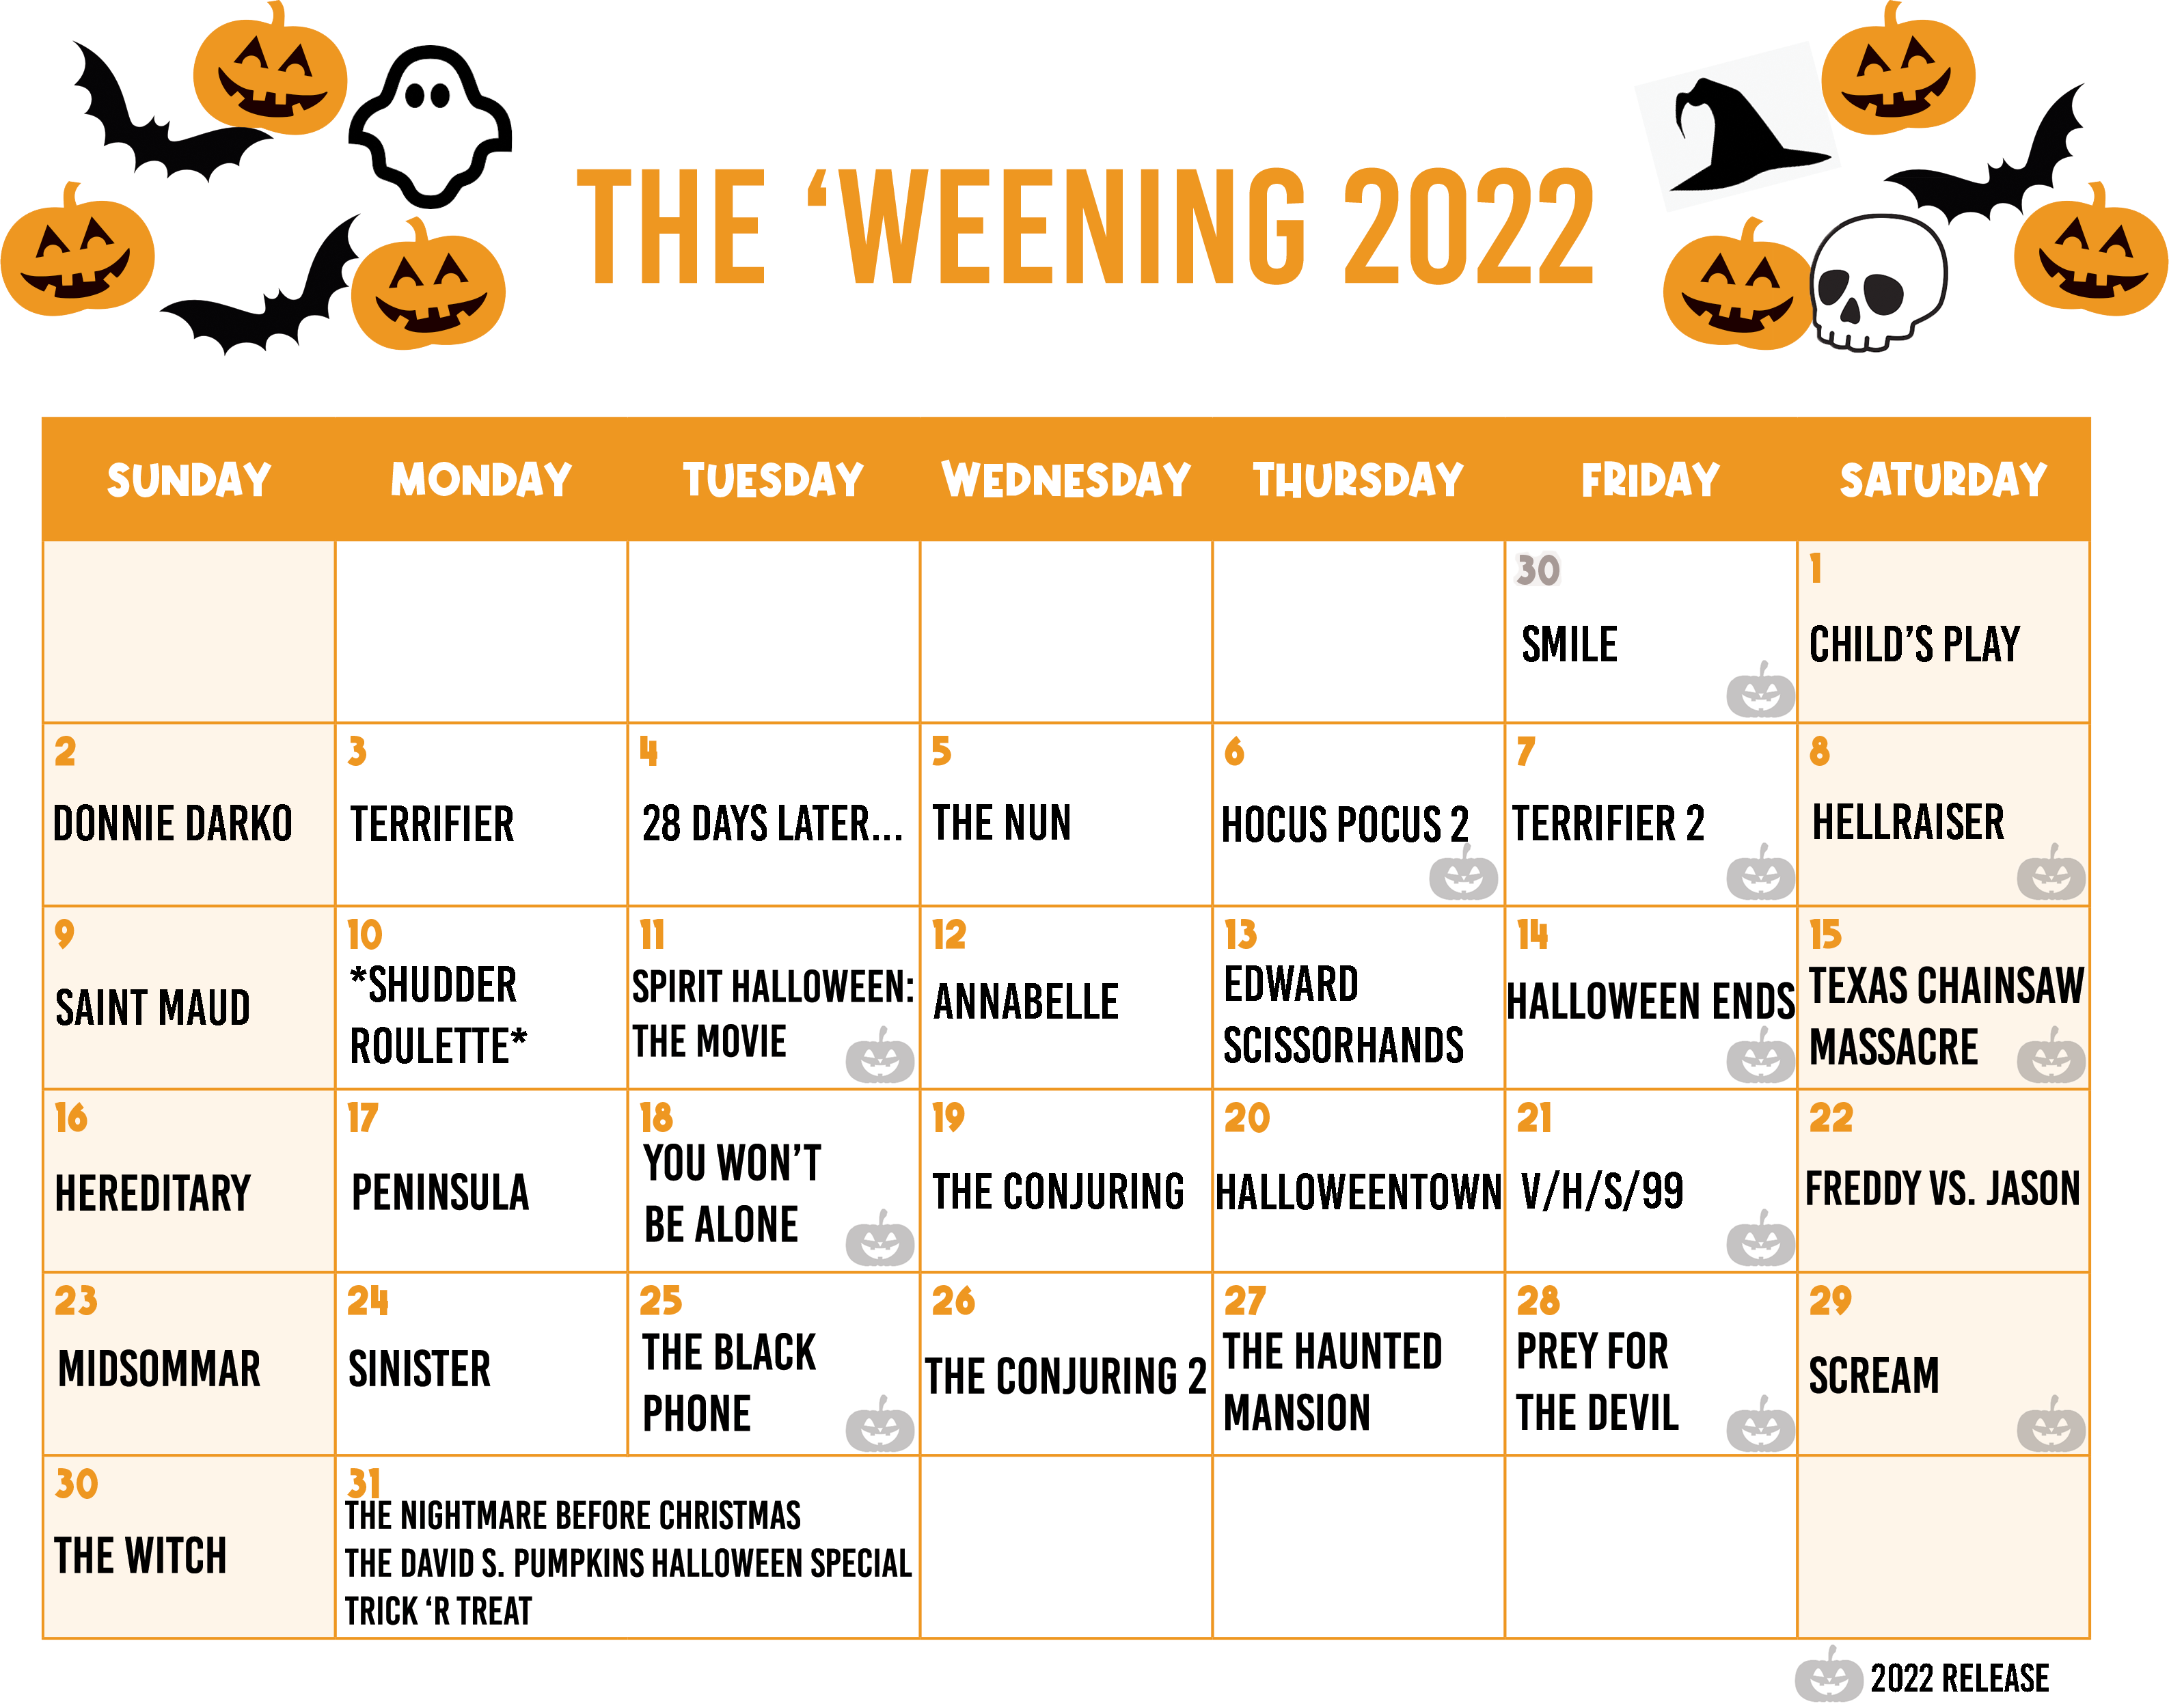 THE ‘WEENING 2022
SUNDAY MONDAY TUESDAY WEDNESDAY THURSDAY FRIDAY SATURDAY
30
SMILE
1
CHILD’S PLAY
2
DONNIE DARKO
3
TERRIFIER
4
28 DAYS LATER...
5
THE NUN
6
HOCUS POCUS 2
7
TERRIFIER 2
8
HELLRAISER
9
SAINT MAUD
10
*SHUDDER
ROULETTE*
11
SPIRIT HALLOWEEN:
THE MOVIE
12
ANNABELLE
13
EDWARD
SCISSORHANDS
14
HALLOWEEN ENDS
15
TEXAS CHAINSAW
MASSACRE
16
HEREDITARY
17
PENINSULA
18
YOU WON’T
BE ALONE
19
THE CONJURING
20
HALLOWEENTOWN
21
V/H/S/99
22
FREDDY VS. JASON
23
MIDSOMMAR
24
SINISTER
25
THE BLACK
PHONE
26
THE CONJURING 2
27
THE HAUNTED
MANSION
28
PREY FOR
THE DEVIL
29
SCREAM
30
THE WITCH
31
THE NIGHTMARE BEFORE CHRISTMAS
THE DAVID S. PUMPKINS HALLOWEEN SPECIAL
TRICK ‘R TREAT
2022 RELEASE